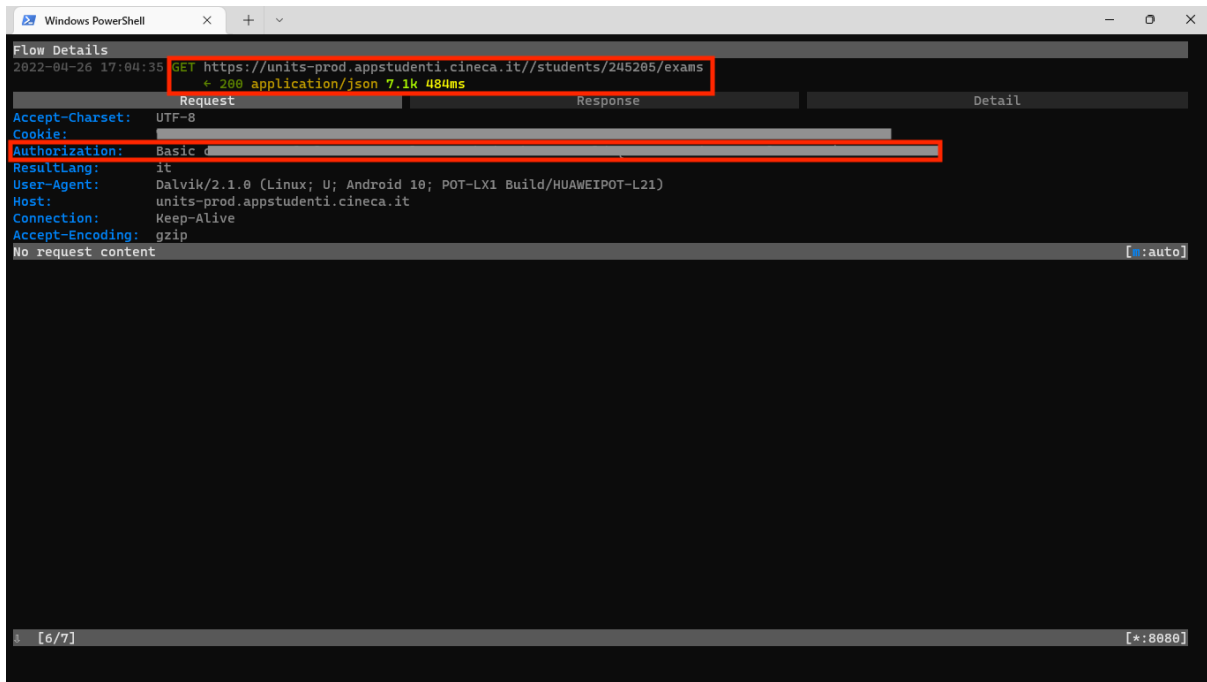 Windows PowerShell
Flow Details
2022-04-26 17:04:35 GET https://units-prod.appstudenti.cineca.it//students/245205/exams
← 200 application/json 7.1k 484ms
Request Response Detail
Accept-Charset: UTF-8
Cookie:
Authorization: Basic
ResultLang: it
User-Agent: Dalvik/2.1.0 (Linux; U; Android 10; POT-LX1 Build/HUAWEIPOT-L21)
Host: units-prod.appstudenti.cineca.it
Connection: Keep-Alive
Accept-Encoding: gzip
No request content [m:auto]
⇩ [6/7] [*:8080]